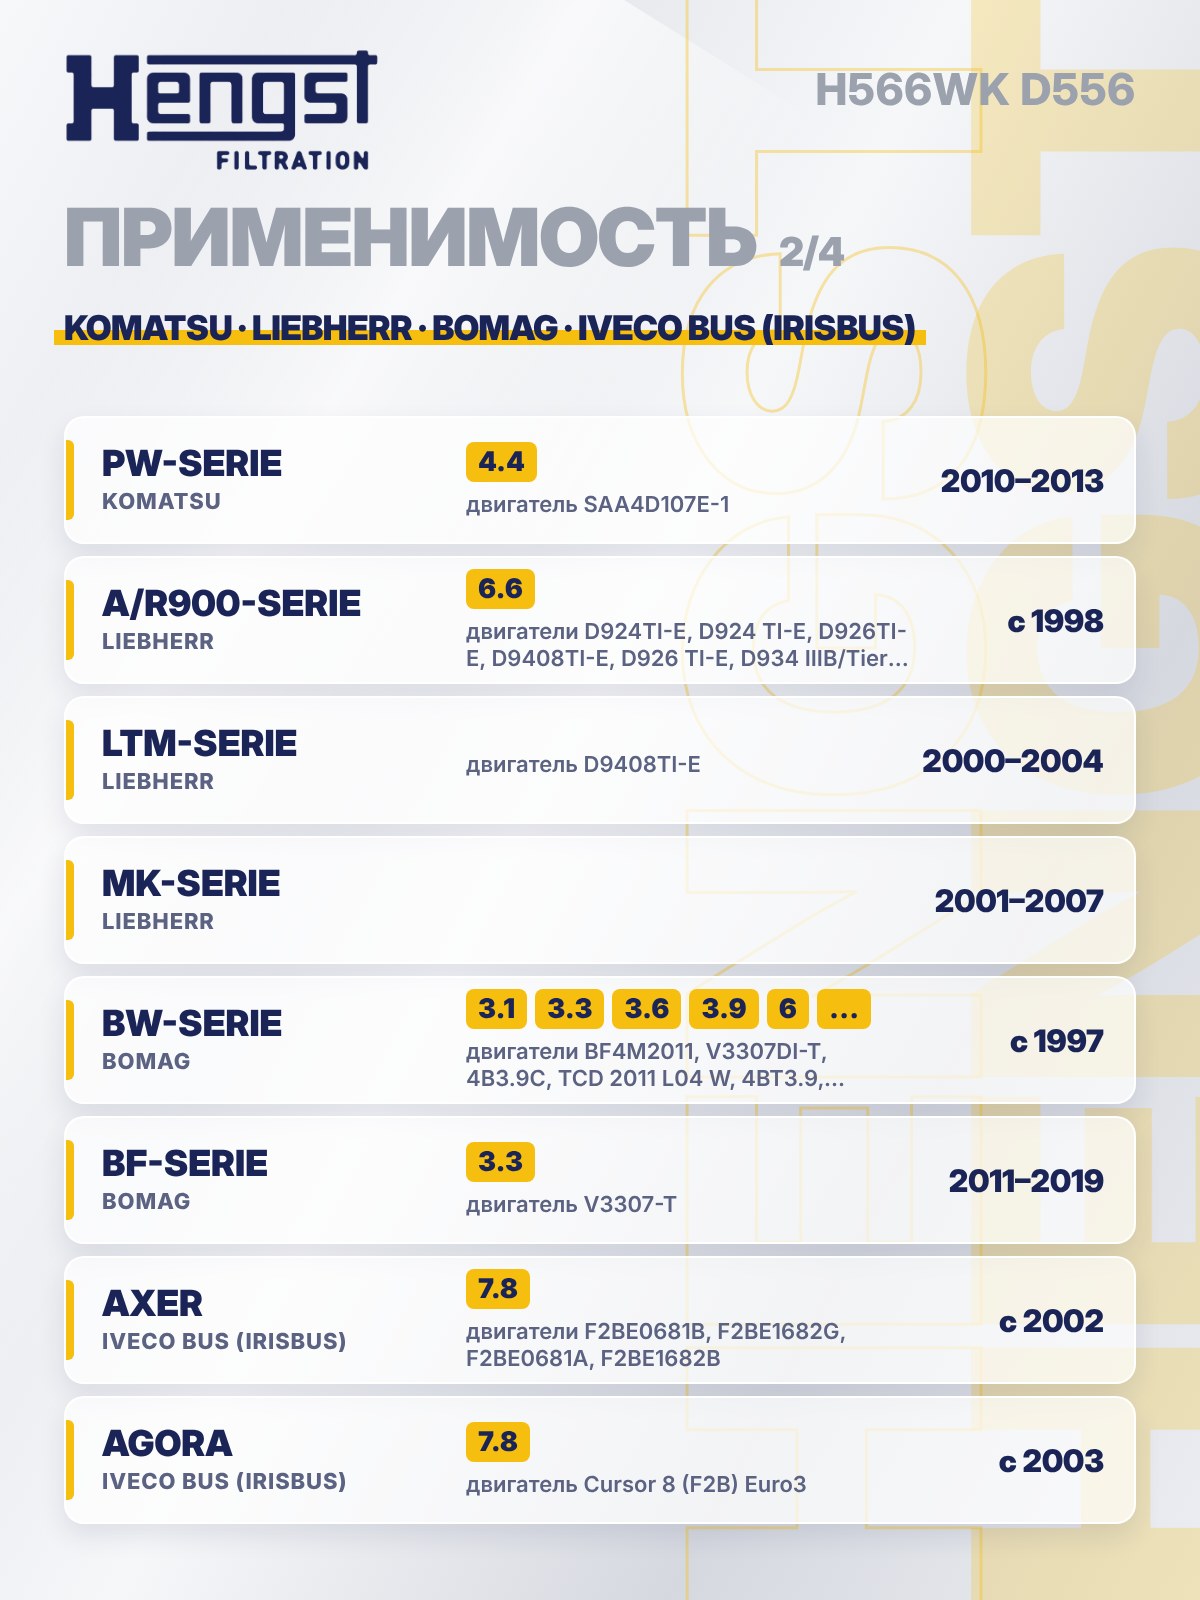 Hengst
FILTRATION
H566WK D556
ПРИМЕНИМОСТЬ 2/4
KOMATSU · LIEBHERR · BOMAG · IVECO BUS (IRISBUS)
PW-SERIE
KOMATSU
4.4
двигатель SAA4D107E-1
2010–2013
A/R900-SERIE
LIEBHERR
6.6
двигатели D924TI-E, D924 TI-E, D926TI-
E, D9408TI-E, D926 TI-E, D934 IIIB/Tier...
с 1998
LTM-SERIE
LIEBHERR
двигатель D9408TI-E
2000–2004
MK-SERIE
LIEBHERR
2001–2007
BW-SERIE
BOMAG
3.1 3.3 3.6 3.9 6 ...
двигатели BF4M2011, V3307DI-T,
4B3.9C, TCD 2011 L04 W, 4BT3.9,...
с 1997
BF-SERIE
BOMAG
3.3
двигатель V3307-T
2011–2019
AXER
IVECO BUS (IRISBUS)
7.8
двигатели F2BE0681B, F2BE1682G,
F2BE0681A, F2BE1682B
с 2002
AGORA
IVECO BUS (IRISBUS)
7.8
двигатель Cursor 8 (F2B) Euro3
с 2003
HENGST
HENGST